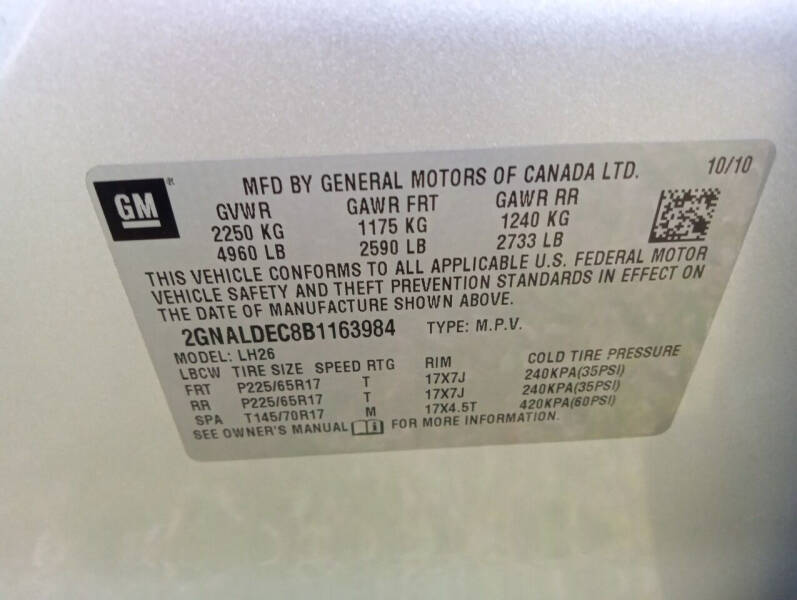 GM
MFD BY GENERAL MOTORS OF CANADA LTD. 10/10
GVWR GAWR FRT GAWR RR
2250 KG 1175 KG 1240 KG
4960 LB 2590 LB 2733 LB
THIS VEHICLE CONFORMS TO ALL APPLICABLE U.S. FEDERAL MOTOR
VEHICLE SAFETY AND THEFT PREVENTION STANDARDS IN EFFECT ON
THE DATE OF MANUFACTURE SHOWN ABOVE.
2GNALDEC8B1163984 TYPE: M.P.V.
MODEL: LH26
LBCW TIRE SIZE SPEED RTG RIM COLD TIRE PRESSURE
FRT P225/65R17 T 17X7J 240KPA(35PSI)
RR P225/65R17 T 17X7J 240KPA(35PSI)
SPA T145/70R17 M 17X4.5T 420KPA(60PSI)
SEE OWNER'S MANUAL FOR MORE INFORMATION.